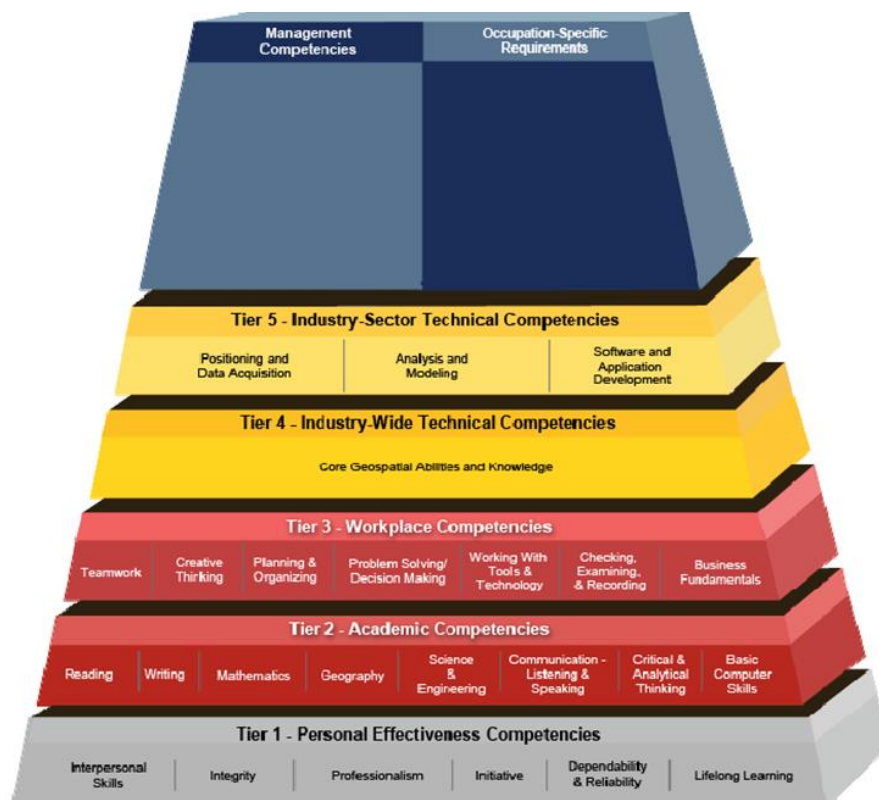 Management
Competencies
Occupation-Specific
Requirements
Tier 5 - Industry-Sector Technical Competencies
Positioning and
Data Acquisition
Analysis and
Modeling
Software and
Application
Development
Tier 4 - Industry-Wide Technical Competencies
Core Geospatial Abilities and Knowledge
Tier 3 - Workplace Competencies
Teamwork
Creative
Thinking
Planning &
Organizing
Problem Solving/
Decision Making
Working With
Tools &
Technology
Checking,
Examining,
& Recording
Business
Fundamentals
Tier 2 - Academic Competencies
Reading
Writing
Mathematics
Geography
Science
&
Engineering
Communication -
Listening &
Speaking
Critical &
Analytical
Thinking
Basic
Computer
Skills
Tier 1 - Personal Effectiveness Competencies
Interpersonal
Skills
Integrity
Professionalism
Initiative
Dependability
& Reliability
Lifelong Learning